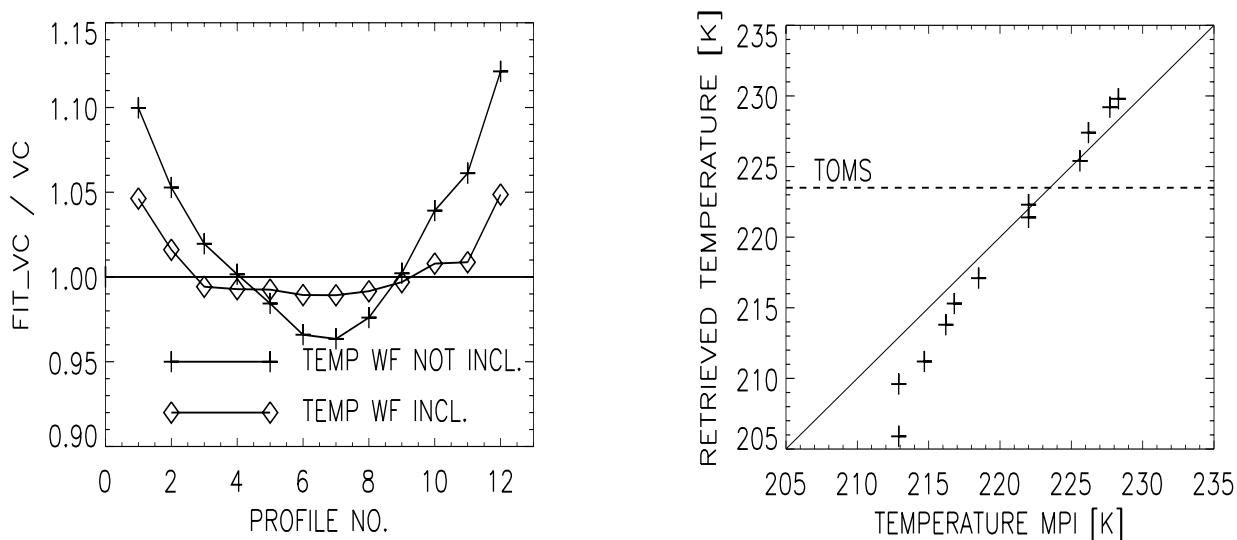 1.15
1.10
1.05
1.00
0.95
0.90
FIT_VC / VC
TEMP WF NOT INCL.
TEMP WF INCL.
0 2 4 6 8 10 12
PROFILE NO.
235
230
225
220
215
210
205
RETRIEVED TEMPERATURE [K]
TOMS
205 210 215 220 225 230 235
TEMPERATURE MPI [K]